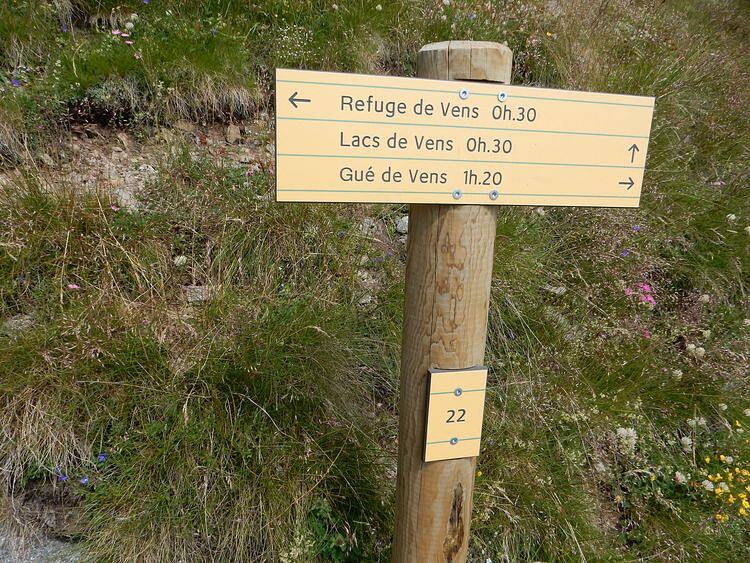 ← Refuge de Vens 0h.30
Lacs de Vens 0h.30 ↑
Gué de Vens 1h.20 →
22